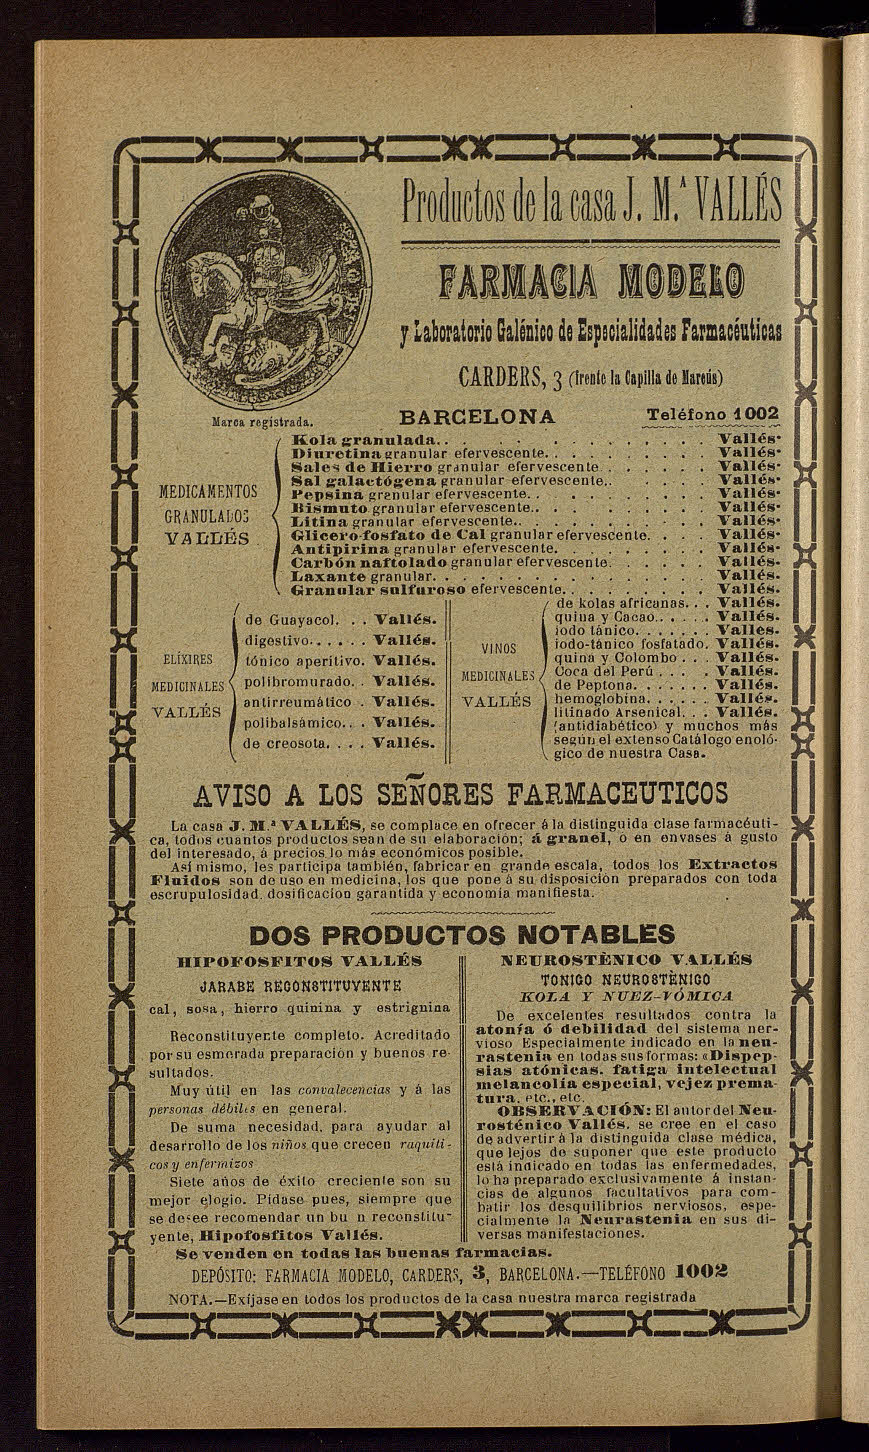 Productos de la casa J. M.ª VALLÉS
FARMACIA MODELO
y Laboratorio Galénico de Especialidades Farmacéuticas
CARDERS, 3 (frente la Capilla de Marcús)
Marca registrada.
BARCELONA Teléfono 1002
MEDICAMENTOS
GRANULADOS
VALLÉS
Kola granulada. . . . . . . . . . . . . Vallés.
Diuretina granular efervescente. . . . . . . . . . Vallés.
Sales de Hierro granular efervescente. . . . . . Vallés.
Sal galactógena granular efervescente.. . . . . . Vallés.
Pepsina granular efervescente. . . . . . . . . . . Vallés.
Bismuto granular efervescente.. . . . . . . . . Vallés.
Litina granular efervescente.. . . . . . . . . . . Vallés.
Glicero-fosfato de Cal granular efervescente. . . . Vallés.
Antipirina granular efervescente. . . . . . . . . Vallés.
Carbón naftolado granular efervescente. . . . . . Vallés.
Laxante granular. . . . . . . . . . . . . . . Vallés.
Granular sulfuroso efervescente. . . . . . . . . Vallés.
ELÍXIRES
MEDICINALES
VALLÉS
de Guayacol. . . Vallés.
digestivo. . . . . . Vallés.
tónico aperitivo. Vallés.
polibromurado. . Vallés.
antirreumático . Vallés.
polibalsámico. . . Vallés.
de creosota. . . . Vallés.
VINOS
MEDICINALES
VALLÉS
de kolas africanas. . . Vallés.
quina y Cacao. . . . . Vallés.
iodo tánico. . . . . . . Vallés.
iodo-tánico fosfatado. Vallés.
quina y Colombo . . . Vallés.
Coca del Perú . . . . Vallés.
de Peptona. . . . . . . Vallés.
hemoglobina. . . . . . Vallés.
litinado Arsenical. . . Vallés.
(antidiabético) y muchos más
según el extenso Catálogo enoló-
gico de nuestra Casa.
AVISO A LOS SEÑORES FARMACEUTICOS
La casa J. M.ª VALLÉS, se complace en ofrecer á la distinguida clase farmacéuti-
ca, todos cuantos productos sean de su elaboración; á granel, ó en envases á gusto
del interesado, á precios lo más económicos posible.
Así mismo, les participa también, fabricar en grande escala, todos los Extractos
Fluidos son de uso en medicina, los que pone á su disposición preparados con toda
escrupulosidad, dosificación garantida y economía manifiesta.
DOS PRODUCTOS NOTABLES
HIPOFOSFITOS VALLÉS
JARABE RECONSTITUYENTE
cal, sosa, hierro quinina y estrignina
Reconstituyente completo. Acreditado
por su esmerada preparación y buenos re-
sultados.
Muy útil en las convalecencias y á las
personas débiles en general.
De suma necesidad, para ayudar al
desarrollo de los niños que crecen raquíti-
cos y enfermizos
Siete años de éxito creciente son su
mejor elogio. Pídase pues, siempre que
se desee recomendar un bu n reconstitu-
yente, Hipofosfitos Vallés.
NEUROSTÈNICO VALLÉS
TONICO NEUROSTÈNICO
KOLA Y NUEZ-VÓMICA
De excelentes resultados contra la
atonía ó debilidad del sistema ner-
vioso Especialmente indicado en la neu-
rastenia en todas sus formas: «Dispep-
sias atónicas, fatiga intelectual
melancolía especial, vejez prema-
tura, etc., etc.
OBSERVACIÓN: El autor del Neu-
rosténico Vallés, se cree en el caso
de advertir á la distinguida clase médica,
que lejos de suponer que este producto
está indicado en todas las enfermedades,
lo ha preparado exclusivamente á instan-
cias de algunos facultativos para com-
batir los desquilibrios nerviosos, espe-
cialmente la Neurastenia en sus di-
versas manifestaciones.
Se venden en todas las buenas farmacias.
DEPÓSITO: FARMACIA MODELO, CARDERS, 3, BARCELONA.—TELÉFONO 1002
NOTA.—Exíjase en todos los productos de la casa nuestra marca registrada